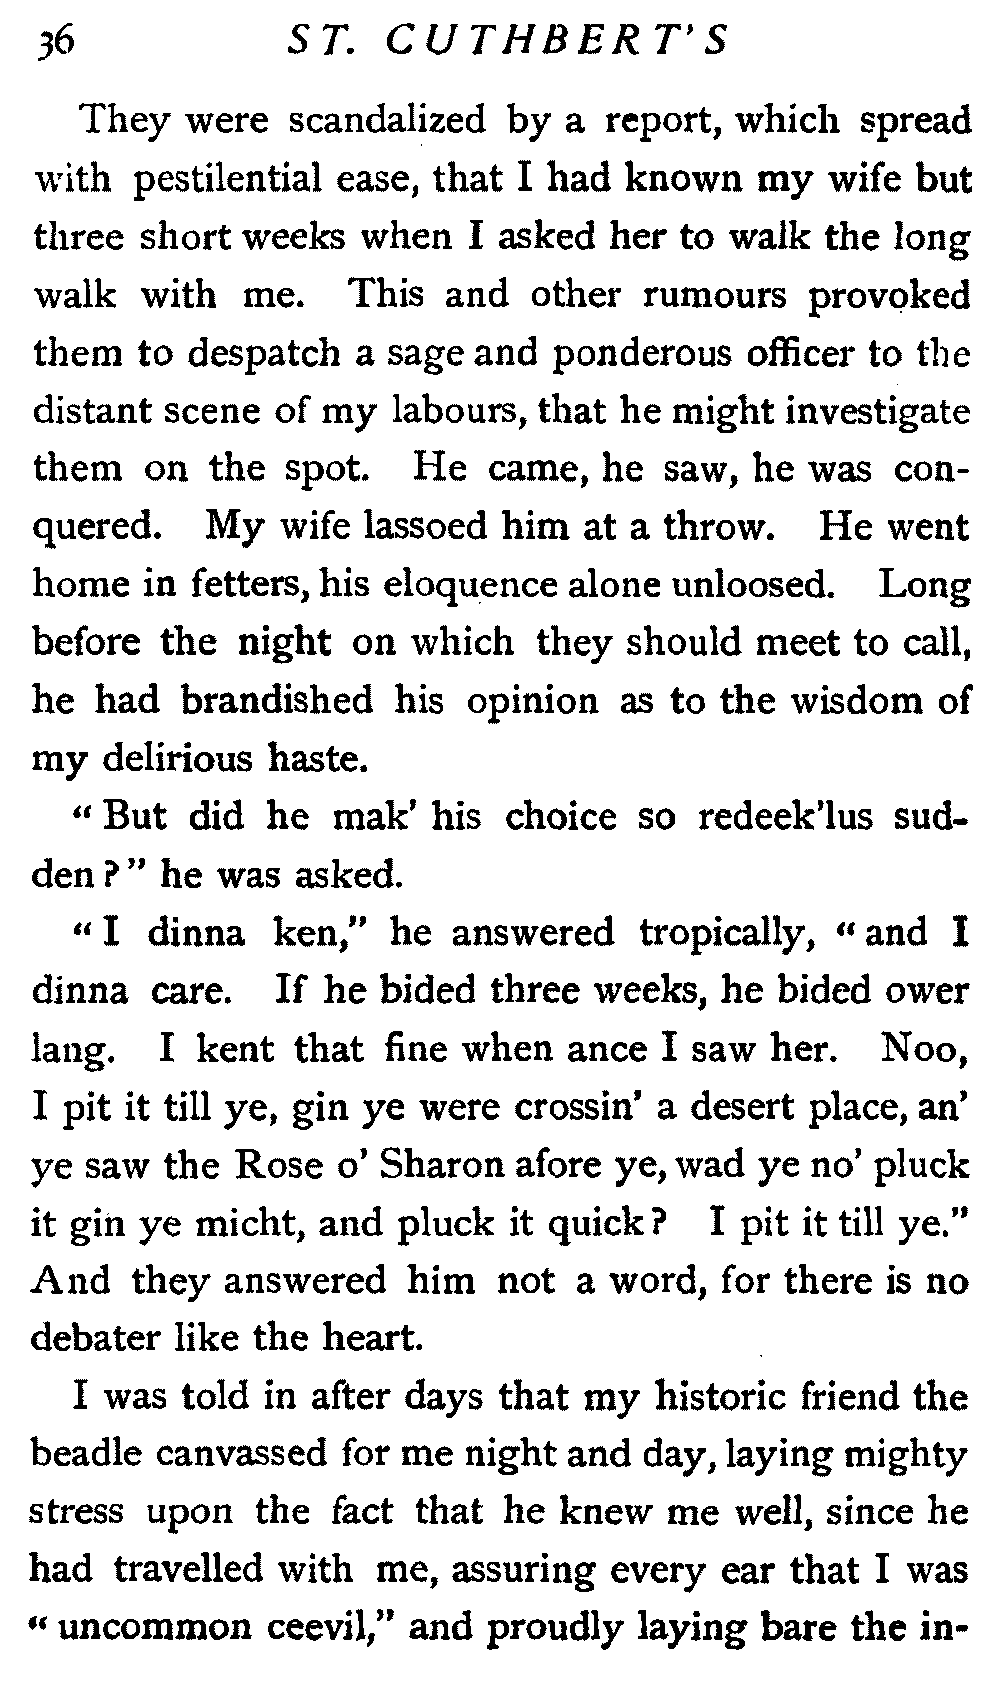 36 ST. CUTHBERT'S
They were scandalized by a report, which spread
with pestilential ease, that I had known my wife but
three short weeks when I asked her to walk the long
walk with me. This and other rumours provoked
them to despatch a sage and ponderous officer to the
distant scene of my labours, that he might investigate
them on the spot. He came, he saw, he was con-
quered. My wife lassoed him at a throw. He went
home in fetters, his eloquence alone unloosed. Long
before the night on which they should meet to call,
he had brandished his opinion as to the wisdom of
my delirious haste.
“ But did he mak’ his choice so redeek’lus sud-
den ? ” he was asked.
“ I dinna ken,” he answered tropically, “ and I
dinna care. If he bided three weeks, he bided ower
lang. I kent that fine when ance I saw her. Noo,
I pit it till ye, gin ye were crossin’ a desert place, an’
ye saw the Rose o’ Sharon afore ye, wad ye no’ pluck
it gin ye micht, and pluck it quick ? I pit it till ye.”
And they answered him not a word, for there is no
debater like the heart.
I was told in after days that my historic friend the
beadle canvassed for me night and day, laying mighty
stress upon the fact that he knew me well, since he
had travelled with me, assuring every ear that I was
“ uncommon ceevil,” and proudly laying bare the in-